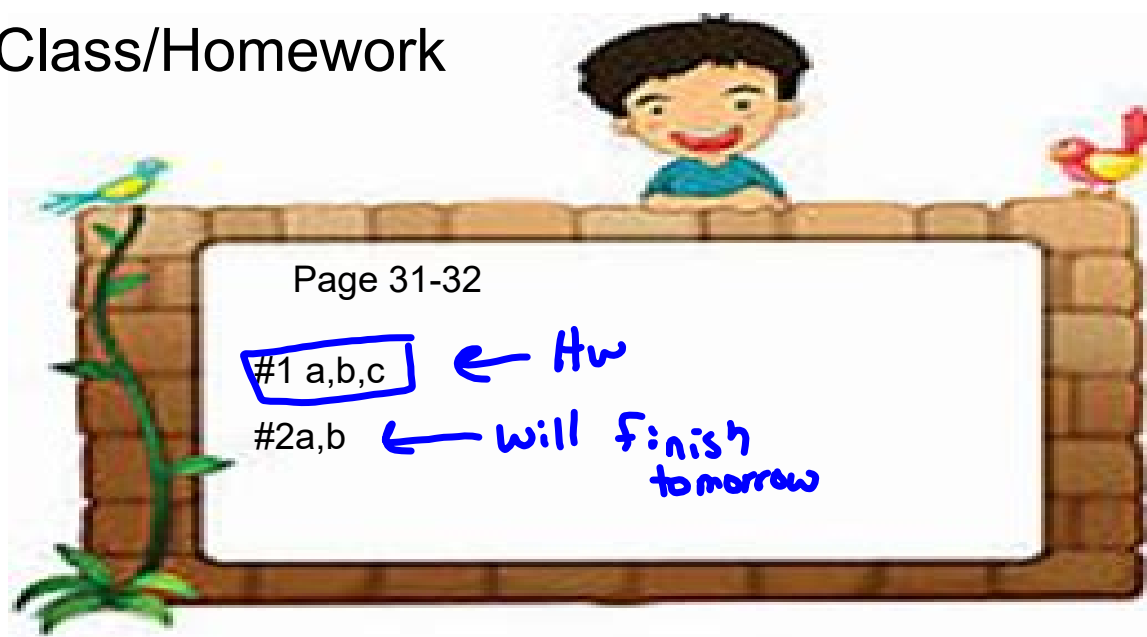 Class/Homework
Page 31-32
#1 a,b,c ← Hw
#2a,b ← will finish
tomorrow